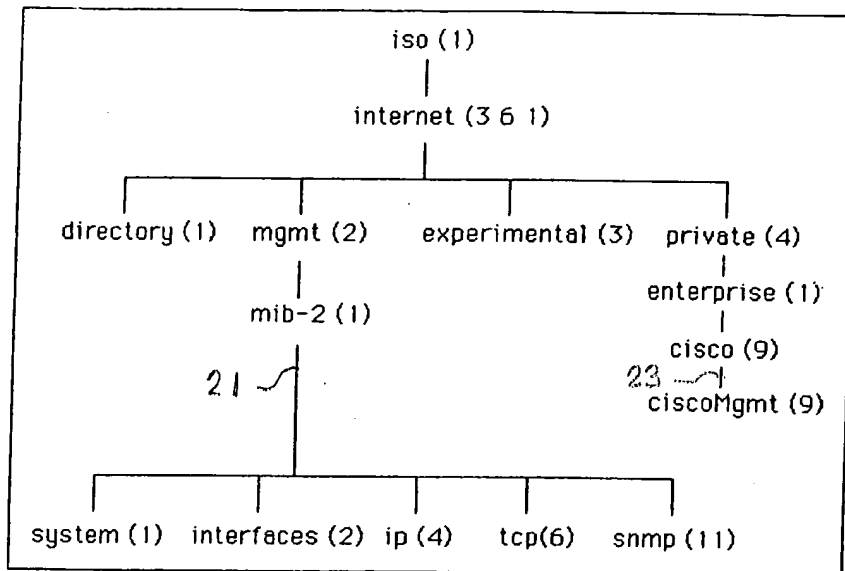 iso (1)
internet (3 6 1)
directory (1) mgmt (2) experimental (3) private (4)
enterprise (1)
mib-2 (1)
cisco (9)
21
23
ciscoMgmt (9)
system (1) interfaces (2) ip (4) tcp(6) snmp (11)